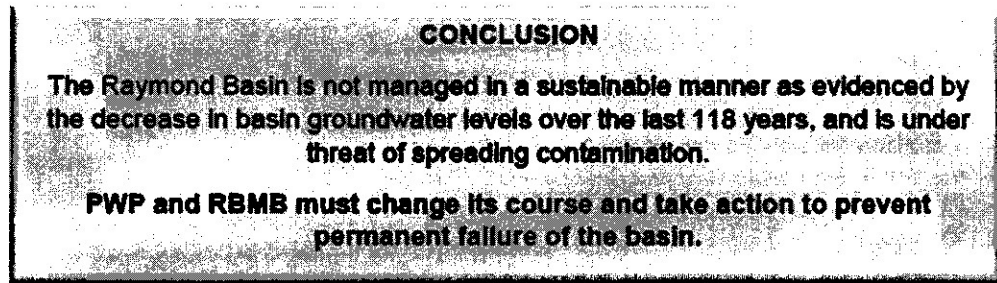 CONCLUSION
The Raymond Basin is not managed in a sustainable manner as evidenced by
the decrease in basin groundwater levels over the last 118 years, and is under
threat of spreading contamination.
PWP and RBMB must change its course and take action to prevent
permanent failure of the basin.